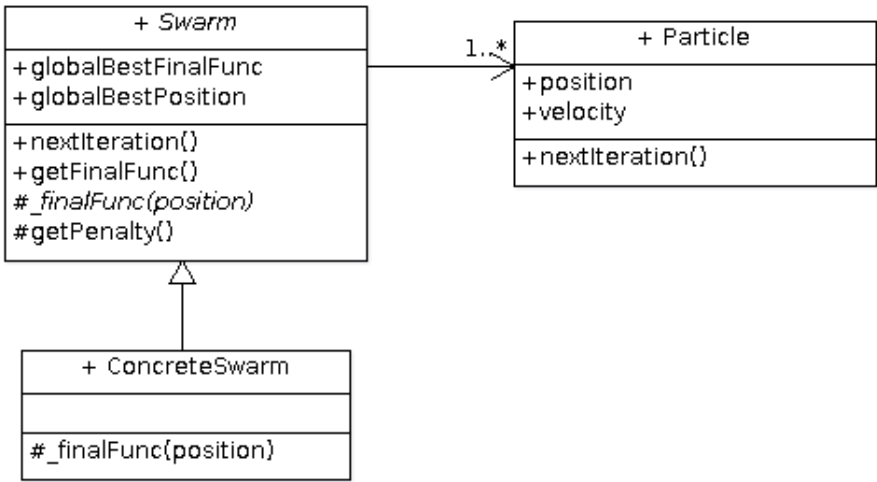 + Swarm
+globalBestFinalFunc
+globalBestPosition
+nextIteration()
+getFinalFunc()
#_finalFunc(position)
#getPenalty()
1..*
+ Particle
+position
+velocity
+nextIteration()
+ ConcreteSwarm
#_finalFunc(position)